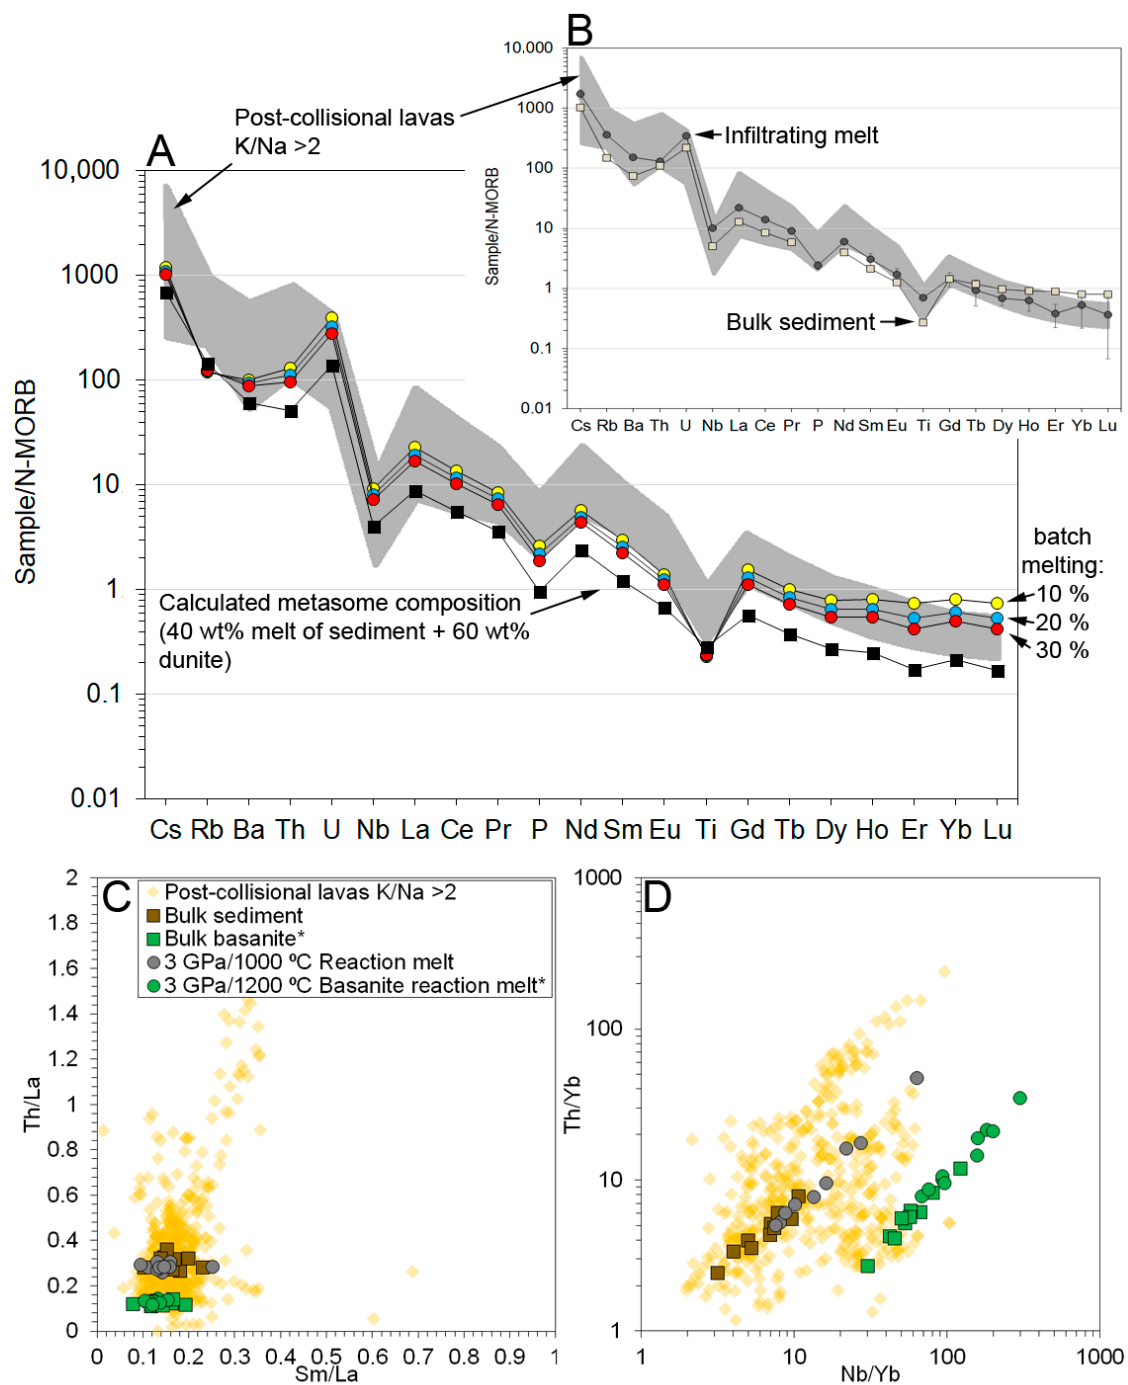 A
B
Post-collisional lavas
K/Na >2
10,000
1000
100
10
1
0.1
0.01
Sample/N-MORB
Cs Rb Ba Th U Nb La Ce Pr P Nd Sm Eu Ti Gd Tb Dy Ho Er Yb Lu
Calculated metasome composition
(40 wt% melt of sediment + 60 wt%
dunite)
batch
melting:
10 %
20 %
30 %
10,000
1000
100
10
1
0.1
0.01
Sample/N-MORB
Infiltrating melt
Bulk sediment
Cs Rb Ba Th U Nb La Ce Pr P Nd Sm Eu Ti Gd Tb Dy Ho Er Yb Lu
C
Post-collisional lavas K/Na >2
Bulk sediment
Bulk basanite*
3 GPa/1000 ºC Reaction melt
3 GPa/1200 ºC Basanite reaction melt*
2
1.8
1.6
1.4
1.2
1
0.8
0.6
0.4
0.2
0
Th/La
0 0.1 0.2 0.3 0.4 0.5 0.6 0.7 0.8 0.9 1
Sm/La
D
1000
100
10
1
Th/Yb
1 10 100 1000
Nb/Yb